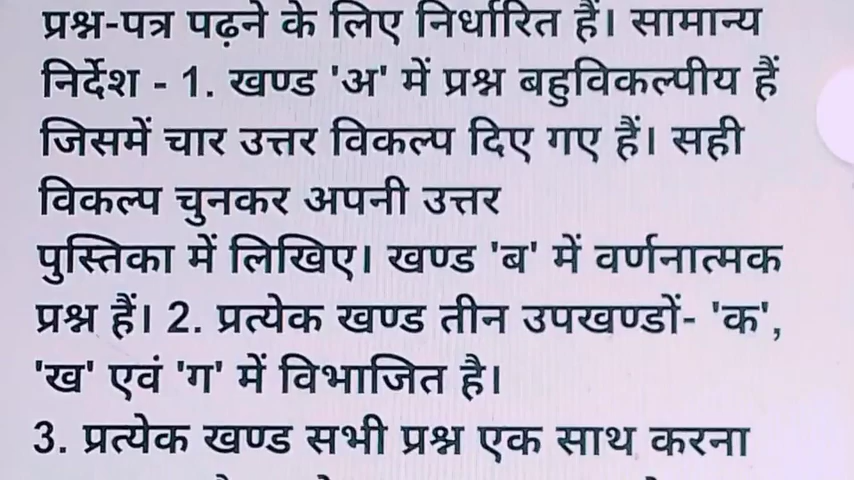 प्रश्न-पत्र पढ़ने के लिए निर्धारित हैं। सामान्य
निर्देश - 1. खण्ड 'अ' में प्रश्न बहुविकल्पीय हैं
जिसमें चार उत्तर विकल्प दिए गए हैं। सही
विकल्प चुनकर अपनी उत्तर
पुस्तिका में लिखिए। खण्ड 'ब' में वर्णनात्मक
प्रश्न हैं। 2. प्रत्येक खण्ड तीन उपखण्डों- 'क',
'ख' एवं 'ग' में विभाजित है।
3. प्रत्येक खण्ड सभी प्रश्न एक साथ करना